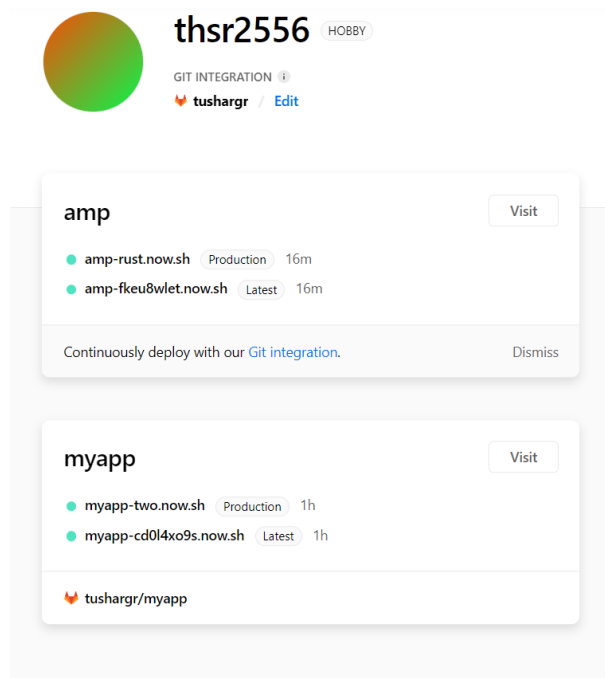 thsr2556 HOBBY
GIT INTEGRATION i
tushargr / Edit
amp Visit
amp-rust.now.sh Production 16m
amp-fkeu8wlet.now.sh Latest 16m
Continuously deploy with our Git integration. Dismiss
myapp Visit
myapp-two.now.sh Production 1h
myapp-cd0l4xo9s.now.sh Latest 1h
tushargr/myapp